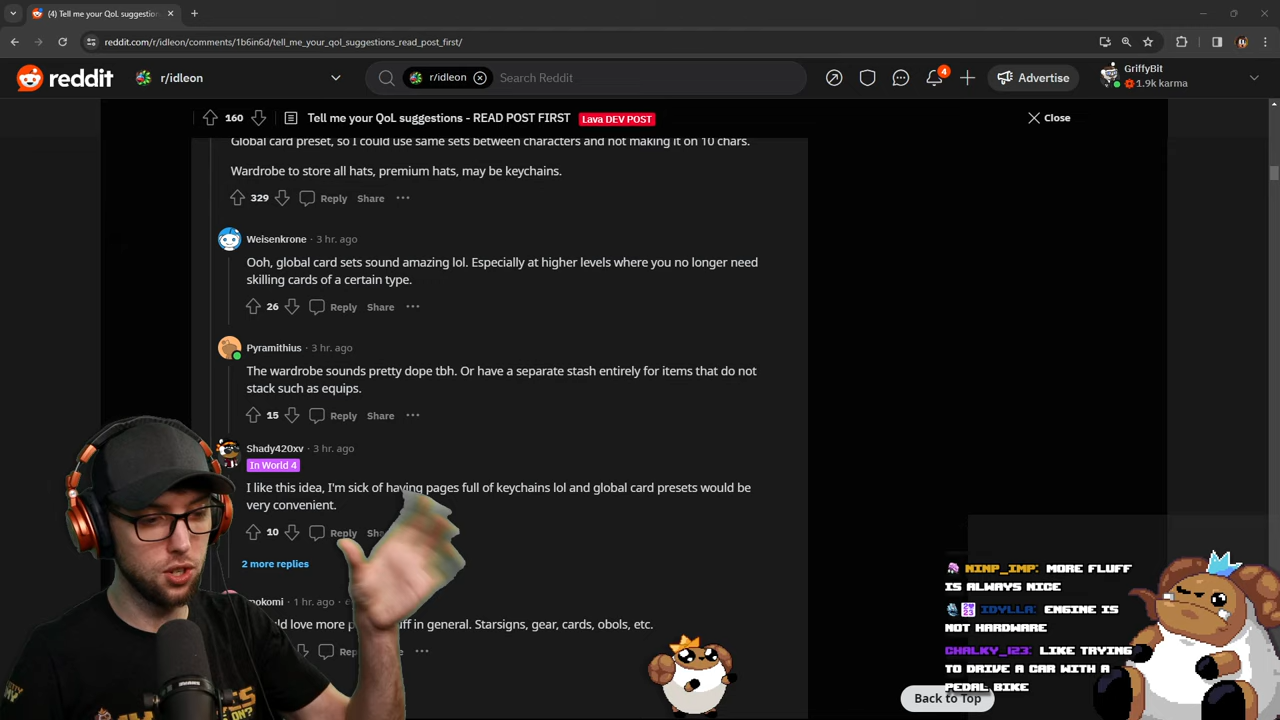 (4) Tell me your QoL suggestion
reddit.com/r/idleon/comments/1b6in6d/tell_me_your_qol_suggestions_read_post_first/
reddit
r/idleon
r/idleon
Search Reddit
4
Advertise
GriffyBit
1.9k karma
160
Tell me your QoL suggestions - READ POST FIRST
Lava DEV POST
Close
Global card preset, so I could use same sets between characters and not making it on 10 chars.
Wardrobe to store all hats, premium hats, may be keychains.
329 Reply Share
Weisenkrone · 3 hr. ago
Ooh, global card sets sound amazing lol. Especially at higher levels where you no longer need
skilling cards of a certain type.
26 Reply Share
Pyramithius · 3 hr. ago
The wardrobe sounds pretty dope tbh. Or have a separate stash entirely for items that do not
stack such as equips.
15 Reply Share
Shady420xv · 3 hr. ago
In World 4
I like this idea, I'm sick of having pages full of keychains lol and global card presets would be
very convenient.
10 Reply
2 more replies
1 hr. ago
love more in general. Starsigns, gear, cards, obols, etc.
NINP_IMP: MORE FLUFF
IS ALWAYS NICE
IDYLLA: ENGINE IS
NOT HARDWARE
CHALKY_123: LIKE TRYING
TO DRIVE A CAR WITH A
PEDAL BIKE
Back to Top